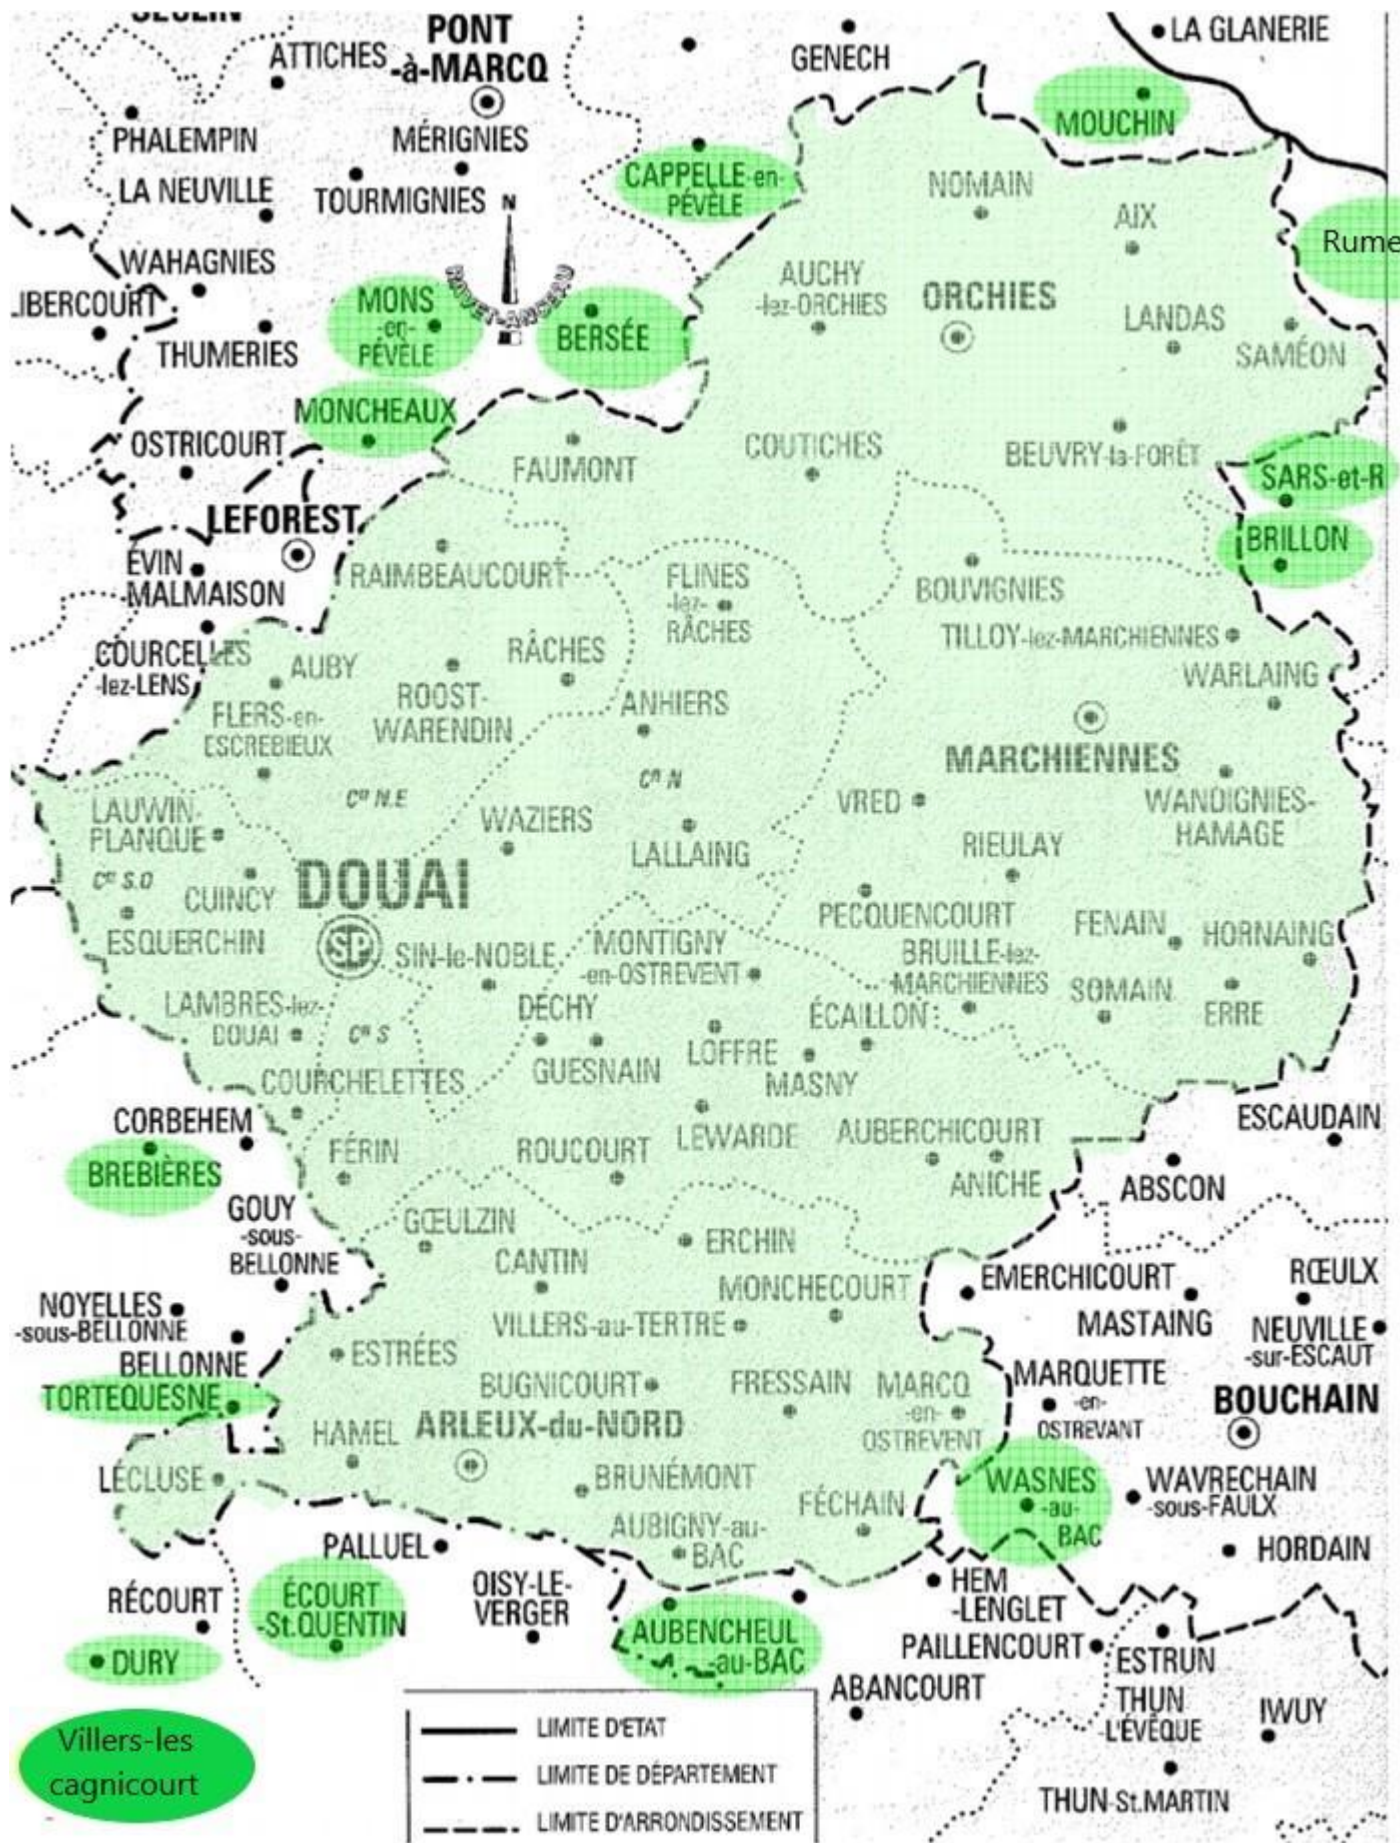 PONT
-à-MARCQ
ATTICHES
GENECH
LA GLANERIE
PHALEMPIN
MÉRIGNIES
MOUCHIN
LA NEUVILLE
TOURMIGNIES
N
CAPPELLE-en-
PÉVÈLE
NOMAIN
AIX
Rume
WAHAGNIES
LIBERCOURT
THUMERIES
MONS
-en-
PÉVÈLE
BERSÉE
AUCHY
-lez-ORCHIES
ORCHIES
LANDAS
SAMÉON
MONCHEAUX
OSTRICOURT
FAUMONT
COUTICHES
BEUVRY-la-FORÊT
SARS-et-R
BRILLON
LEFOREST
ÉVIN
-MALMAISON
RAIMBEAUCOURT
FLINES
-lez-
RÂCHES
BOUVIGNIES
TILLOY-lez-MARCHIENNES
COURCELLES
-lez-LENS
AUBY
RÂCHES
WARLAING
FLERS-en-
ESCREBIEUX
ROOST-
WARENDIN
ANHIERS
MARCHIENNES
Cᵒⁿ N.E
Cᵒⁿ N
LAUWIN-
PLANQUE
WAZIERS
VRED
WANDIGNIES-
HAMAGE
LALLAING
RIEULAY
Cᵒⁿ S.O
CUINCY
DOUAI
ESQUERCHIN
SP
SIN-le-NOBLE
MONTIGNY
-en-OSTREVENT
PECQUENCOURT
BRUILLE-lez-
MARCHIENNES
FENAIN
HORNAING
LAMBRES-lez-
DOUAI
Cᵒⁿ S
DECHY
GUESNAIN
LOFFRE
MASNY
ÉCAILLON
SOMAIN
ERRE
COURCHELETTES
CORBEHEM
BREBIÈRES
FÉRIN
ROUCOURT
LEWARDE
AUBERCHICOURT
ANICHE
ESCAUDAIN
ABSCON
GOUY
-sous-
BELLONNE
GŒULZIN
CANTIN
ERCHIN
MONCHECOURT
EMERCHICOURT
RŒULX
NOYELLES
-sous-BELLONNE
VILLERS-au-TERTRE
MASTAING
NEUVILLE
-sur-ESCAUT
BELLONNE
TORTEQUESNE
ESTRÉES
BUGNICOURT
FRESSAIN
MARCQ
-en-
OSTREVENT
MARQUETTE
-en-
OSTREVANT
BOUCHAIN
HAMEL
ARLEUX-du-NORD
LÉCLUSE
BRUNÉMONT
FÉCHAIN
WASNES
-au-
BAC
WAVRECHAIN
-sous-FAULX
AUBIGNY-au-
BAC
HORDAIN
PALLUEL
RÉCOURT
ÉCOURT
-St.QUENTIN
OISY-LE-
VERGER
HEM
-LENGLET
DURY
AUBENCHEUL
-au-BAC
PAILLENCOURT
ESTRUN
ABANCOURT
THUN
-L'ÉVÊQUE
IWUY
THUN-St.MARTIN
Villers-les
cagnicourt
LIMITE D'ETAT
LIMITE DE DÉPARTEMENT
LIMITE D'ARRONDISSEMENT